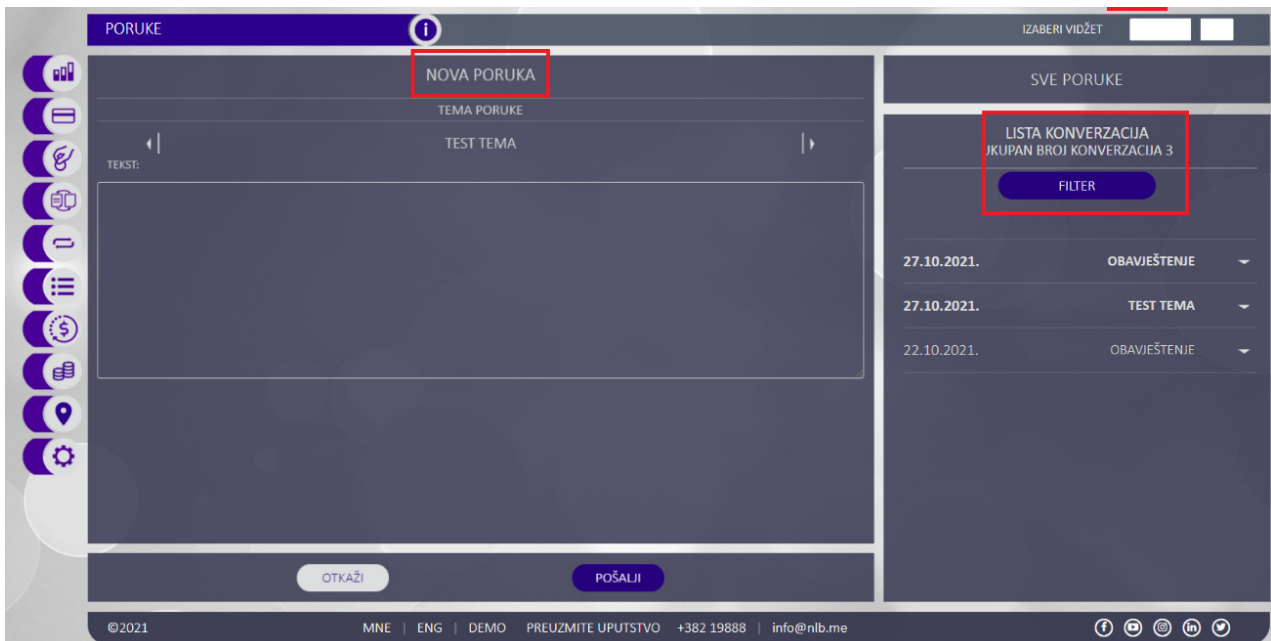 PORUKE
IZABERI VIDŽET
NOVA PORUKA
TEMA PORUKE
TEST TEMA
TEKST:
OTKAŽI
POŠALJI
SVE PORUKE
LISTA KONVERZACIJA
UKUPAN BROJ KONVERZACIJA 3
FILTER
27.10.2021. OBAVJEŠTENJE
27.10.2021. TEST TEMA
22.10.2021. OBAVJEŠTENJE
©2021 MNE | ENG | DEMO PREUZMITE UPUTSTVO +382 19888 | info@nlb.me